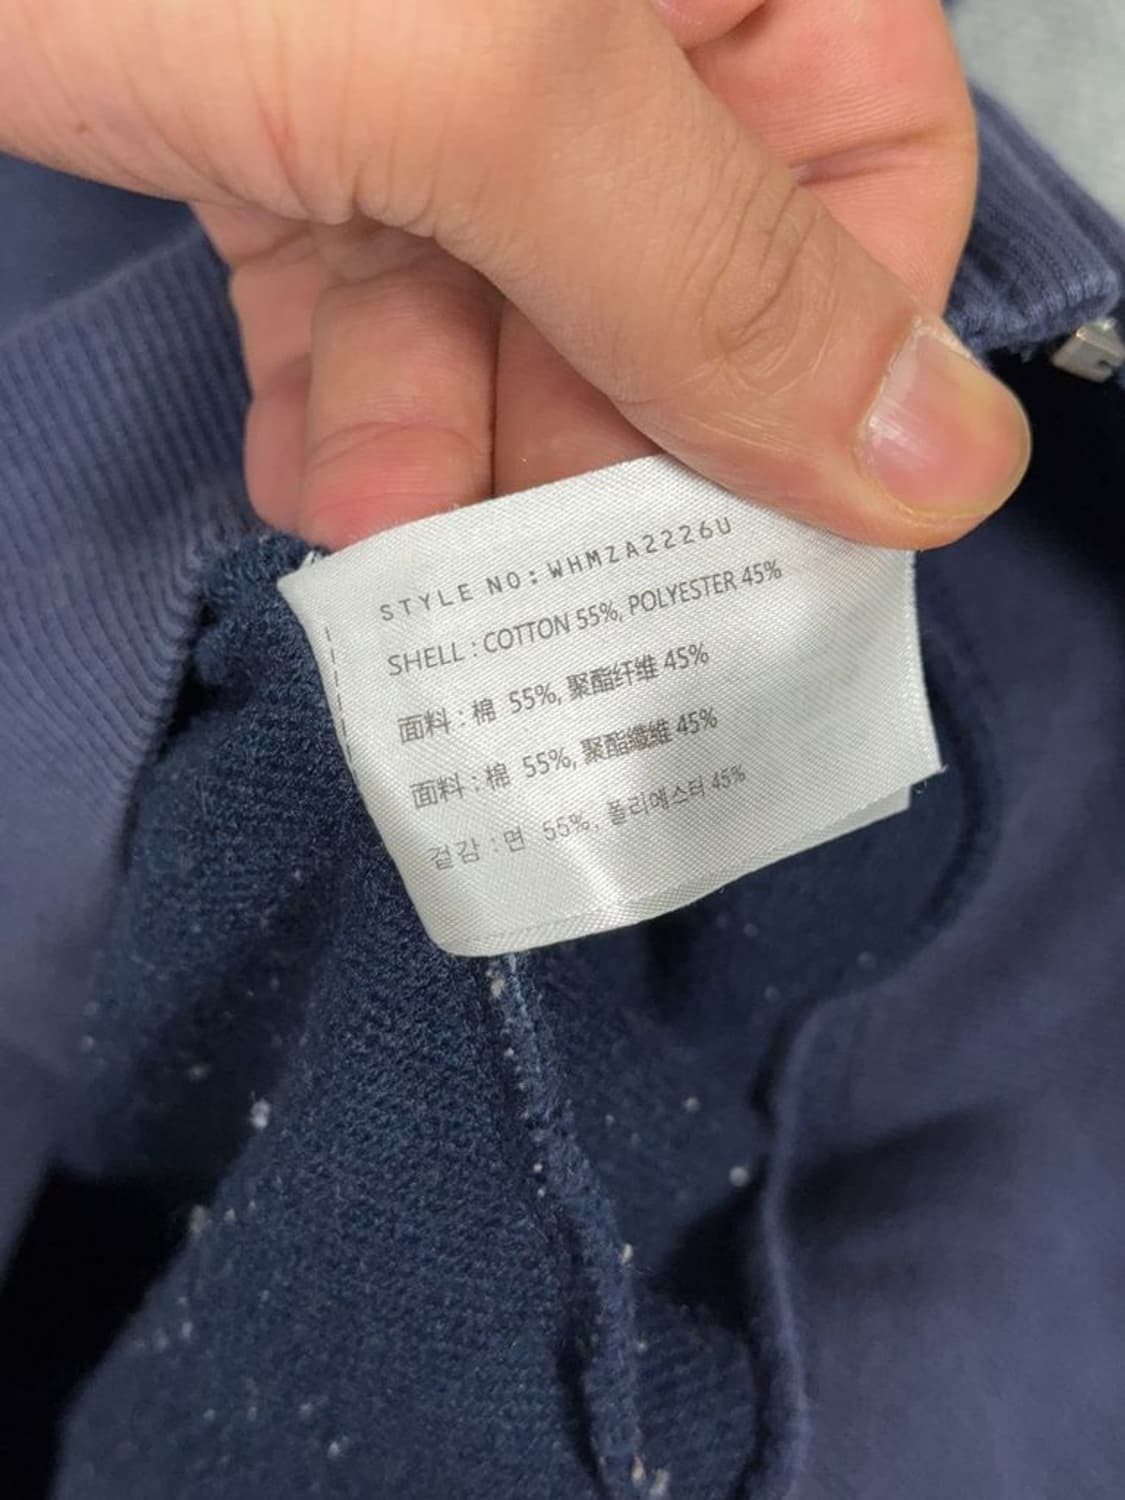 STYLE NO: WHMZA2226U
SHELL : COTTON 55%, POLYESTER 45%
面料 : 棉 55%, 聚酯纤维 45%
面料 : 棉 55%, 聚酯纖維 45%
겉감 : 면 55%, 폴리에스터 45%